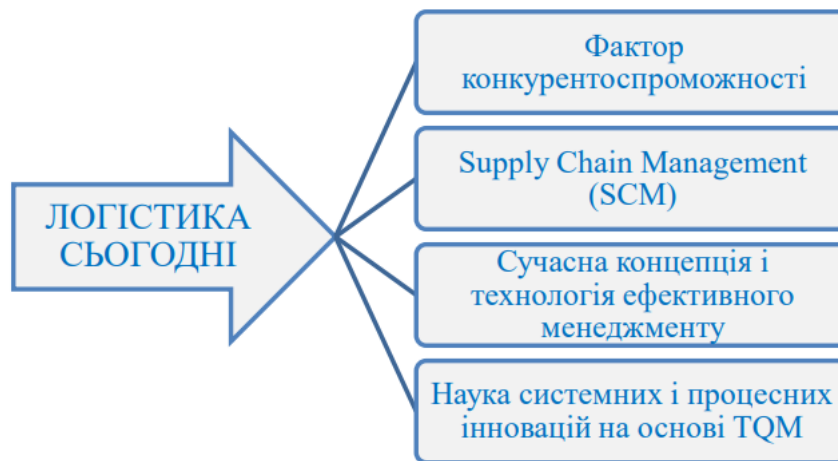 ЛОГІСТИКА
СЬОГОДНІ
Фактор
конкурентоспроможності
Supply Chain Management
(SCM)
Сучасна концепція і
технологія ефективного
менеджменту
Наука системних і процесних
інновацій на основі TQM